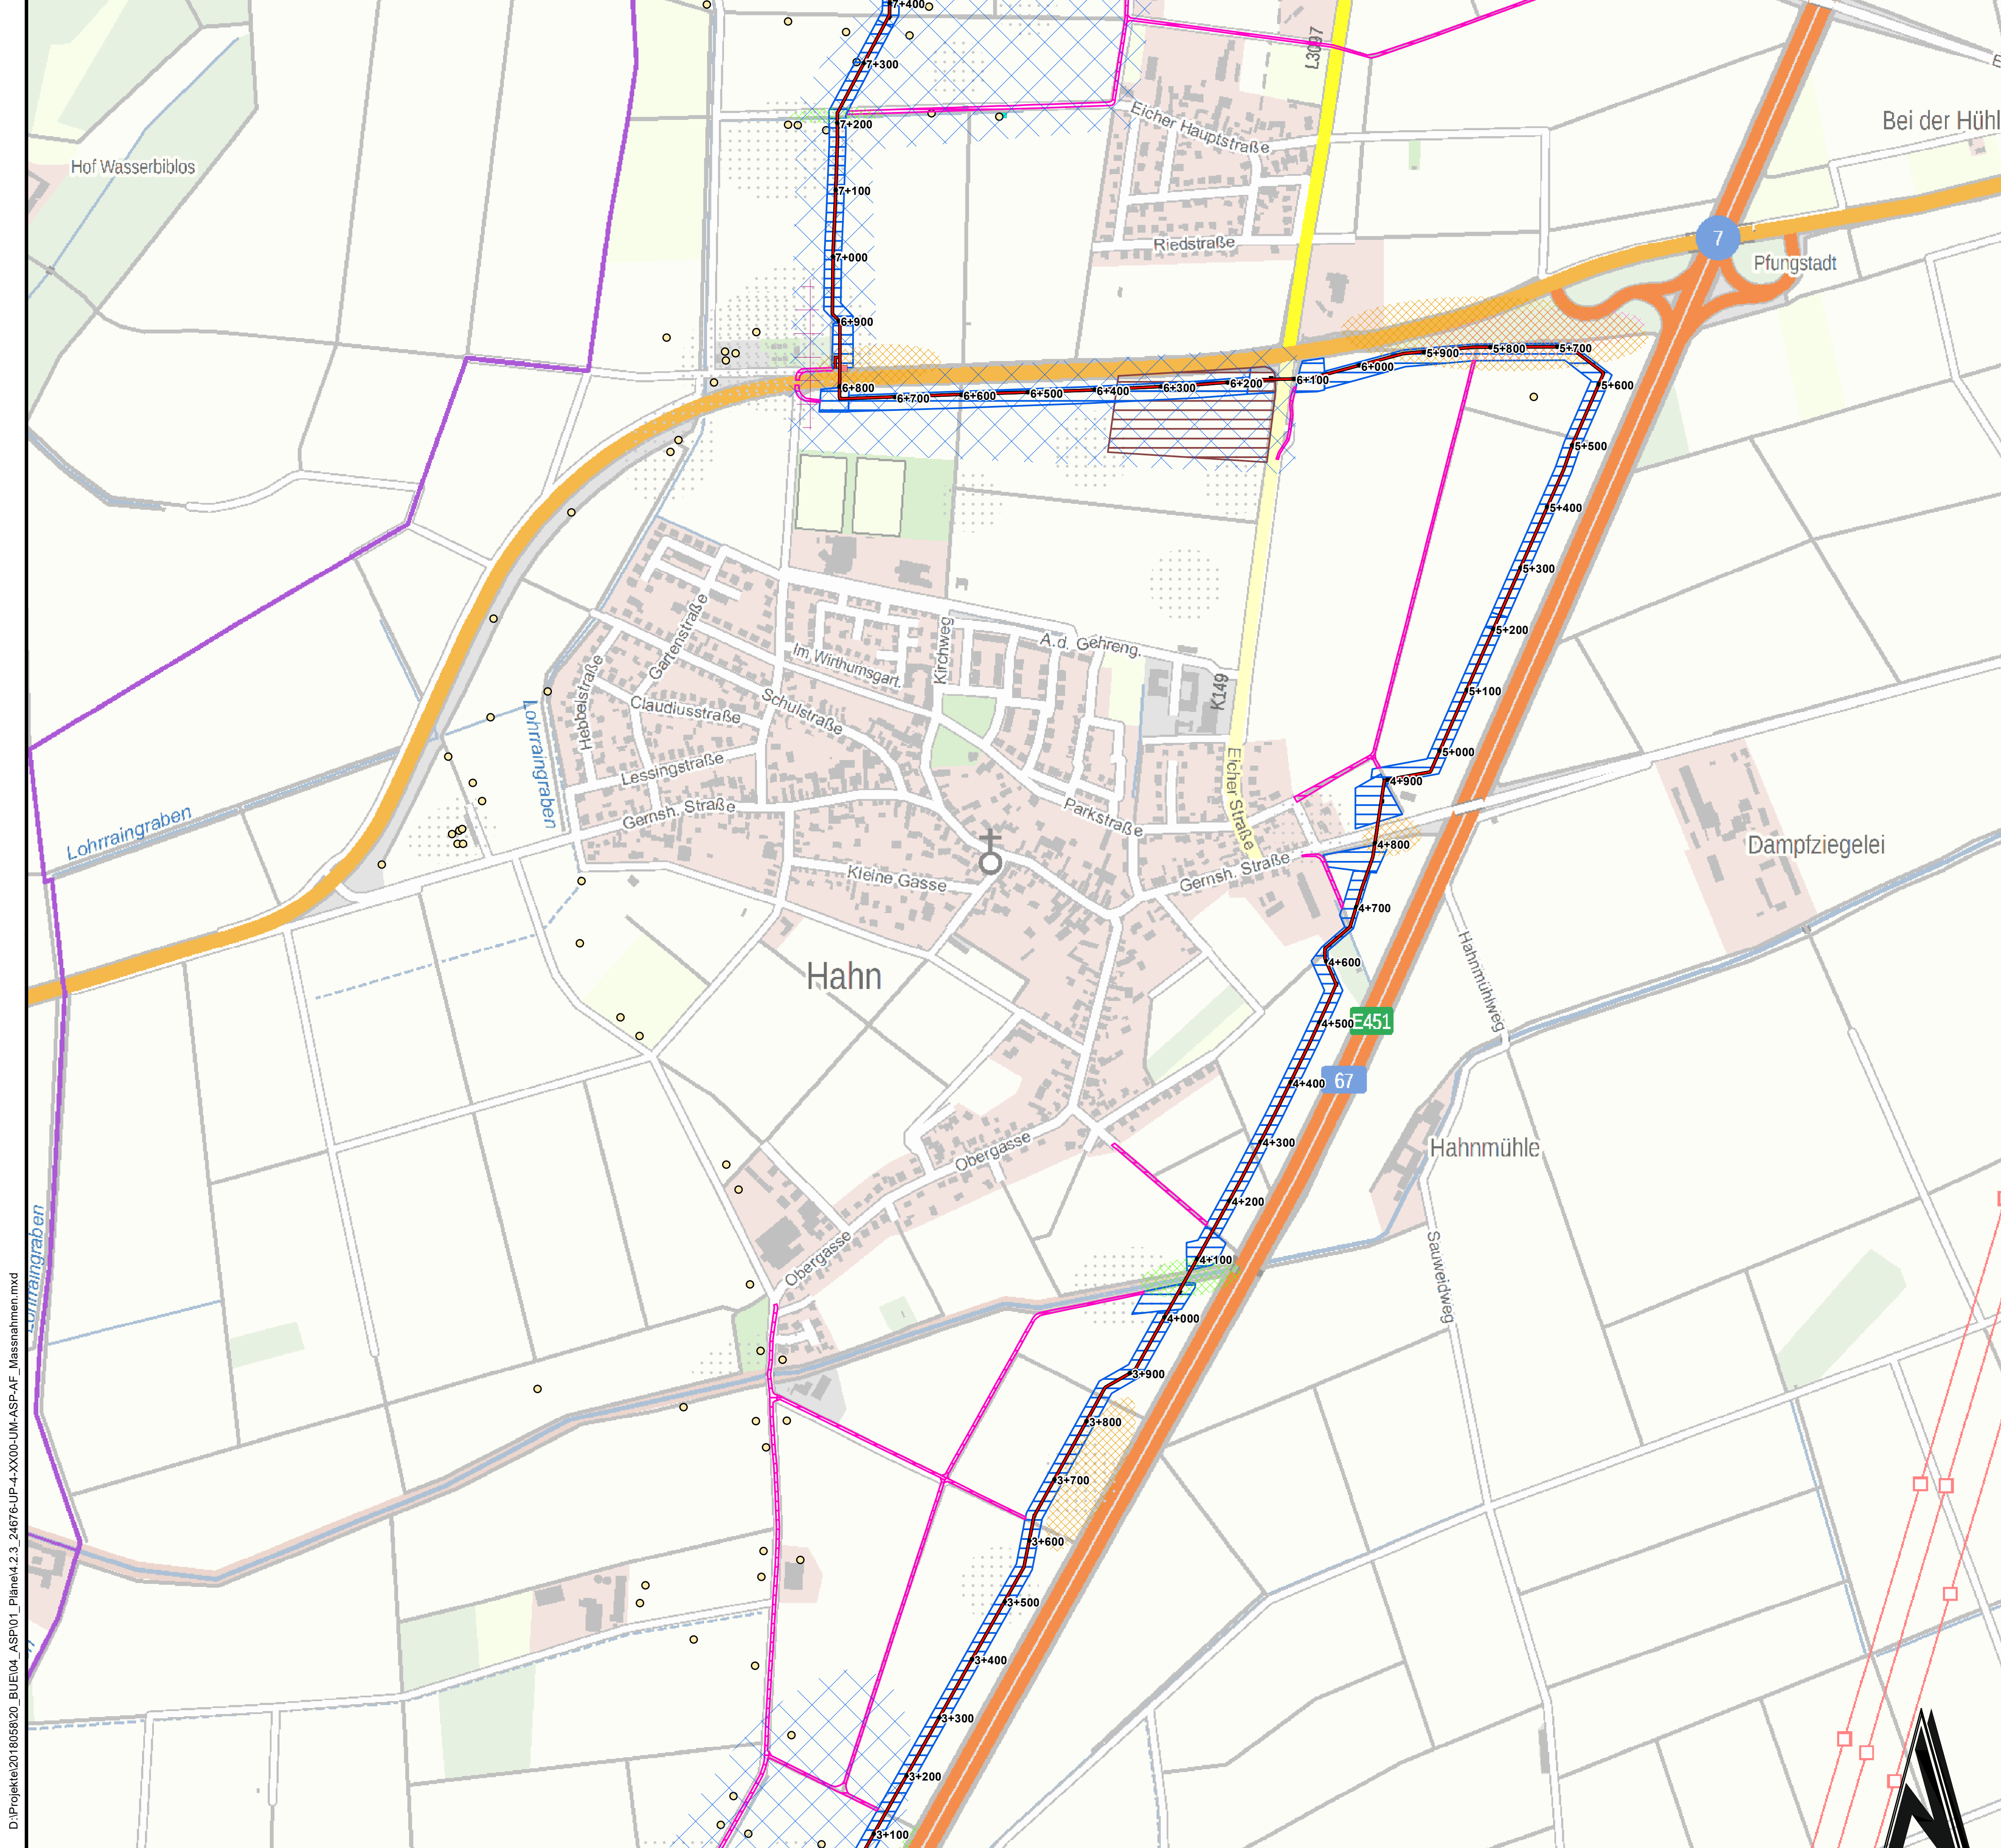 7+400
L3097
7+300
E
Bei der Hühl
Eicher Hauptstraße
7+200
Hof Wasserbiblos
7+100
Riedstraße
7
Pfungstadt
7+000
6+900
5+900
5+800
5+700
6+000
6+100
6+200
6+300
6+400
6+500
6+600
6+700
6+800
5+600
5+500
5+400
5+300
5+200
5+100
5+000
4+900
Gartenstraße
A.d. Gehreng.
Kirchweg
Im Wirthumsgart.
Hebbelstraße
Schulstraße
Claudiusstraße
K149
Lohrraingraben
Lessingstraße
Gernsh. Straße
Eicher Straße
Parkstraße
Lohrraingraben
4+800
Dampfziegelei
Kleine Gasse
Gernsh. Straße
4+700
4+600
Hahn
Hahnmühlweg
4+500
E451
4+400
67
4+300
Hahnmühle
Obergasse
4+200
Lohrraingraben
Obergasse
4+100
Sauweidweg
4+000
3+900
3+800
3+700
3+600
3+500
3+400
3+300
3+200
3+100
D:\Projekte\2018058\20_BUE\04_ASP\01_Pläne\4.2.3_24676-UP-4-XX00-UM-ASP-AF_Massnahmen.mxd